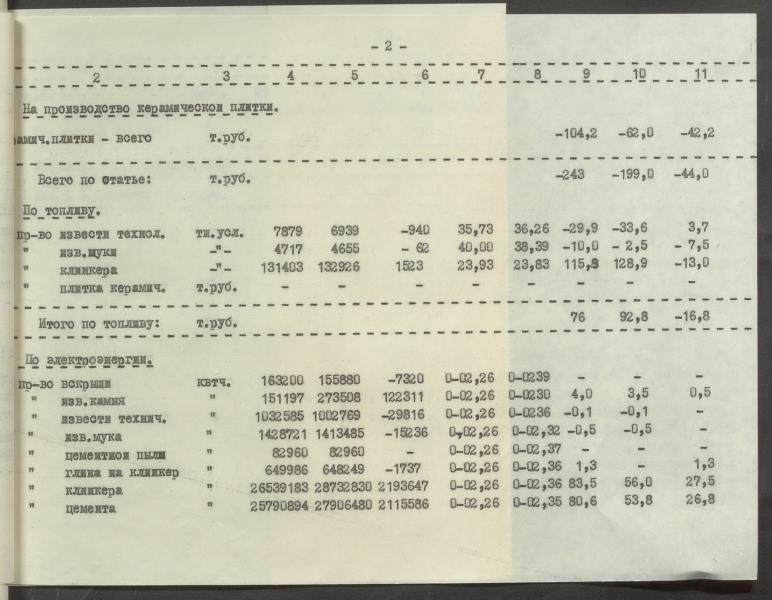 - 2 -
2 3 4 5 6 7 8 9 10 11
На производство керамической плитки.
амич.плитки - всего т.руб. -104,2 -62,0 -42,2
Всего по статье: т.руб. -243 -199,0 -44,0
По топливу.
пр-во извести технол. тн.усл. 7879 6939 -940 35,73 36,26 -29,9 -33,6 3,7
" изв.муки -"- 4717 4655 - 62 40,00 38,39 -10,0 - 2,5 - 7,5
" клинкера -"- 131403 132926 1523 23,93 23,83 115,9 128,9 -13,0
" плитка керамич. т.руб. - - - - - - - -
Итого по топливу: т.руб. 76 92,8 -16,8
По электроэнергии.
пр-во вскрыши квтч. 163200 155880 -7320 0-02,26 0-0239 - - -
" изв.камня " 151197 273508 122311 0-02,26 0-0230 4,0 3,5 0,5
" извести технич. " 1032585 1002769 -29816 0-02,26 0-0236 -0,1 -0,1 -
" изв.мука " 1428721 1413485 -15236 0-,02,26 0-02,32 -0,5 -0,5 -
" цементной пыли " 82960 82960 - 0-02,26 0-02,37 - - -
" глина на клинкер " 649986 648249 -1737 0-02,26 0-02,36 1,3 - 1,3
" клинкера " 26539183 28732830 2193647 0-02,26 0-02,36 83,5 56,0 27,5
" цемента " 25790894 27906480 2115586 0-02,26 0-02,35 80,6 53,8 26,8